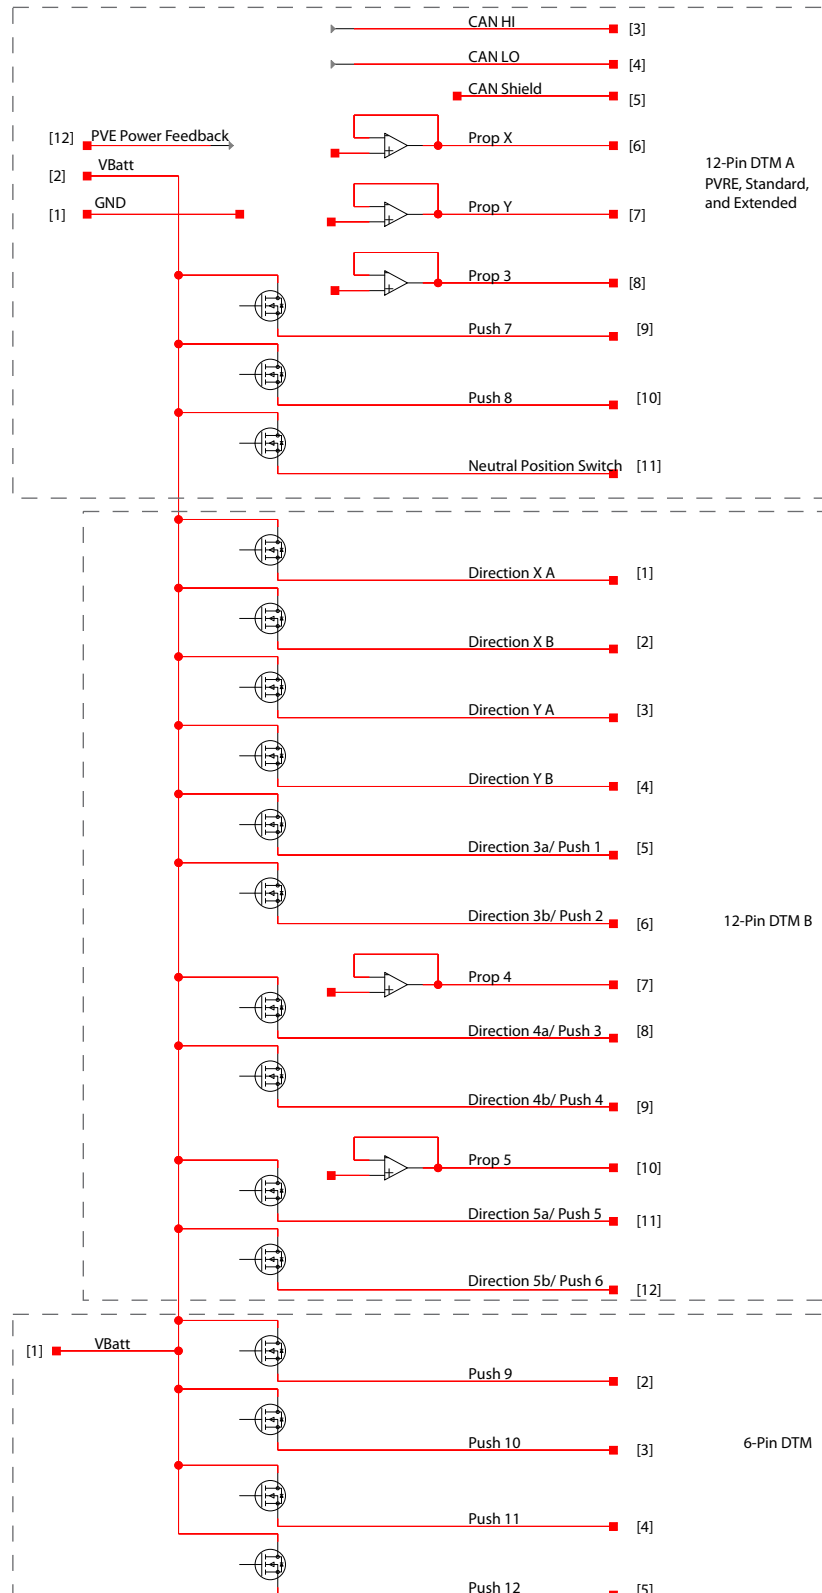 CAN HI [3]
CAN LO [4]
CAN Shield [5]
[12] PVE Power Feedback
Prop X [6]
12-Pin DTM A
PVRE, Standard,
and Extended
[2] VBatt
[1] GND
Prop Y [7]
Prop 3 [8]
Push 7 [9]
Push 8 [10]
Neutral Position Switch [11]
Direction X A [1]
Direction X B [2]
Direction Y A [3]
Direction Y B [4]
Direction 3a/ Push 1 [5]
Direction 3b/ Push 2 [6]
12-Pin DTM B
Prop 4 [7]
Direction 4a/ Push 3 [8]
Direction 4b/ Push 4 [9]
Prop 5 [10]
Direction 5a/ Push 5 [11]
Direction 5b/ Push 6 [12]
[1] VBatt
Push 9 [2]
Push 10 [3]
6-Pin DTM
Push 11 [4]
Push 12 [5]